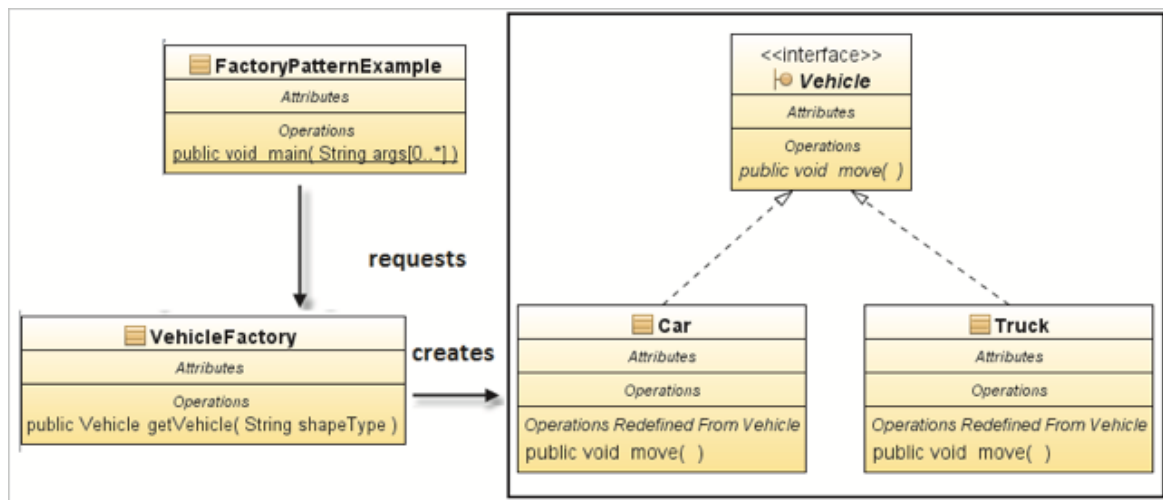 FactoryPatternExample
Attributes
Operations
public void main( String args[0..*] )
requests
VehicleFactory
Attributes
Operations
public Vehicle getVehicle( String shapeType )
creates
<<interface>>
Vehicle
Attributes
Operations
public void move( )
Car
Attributes
Operations
Operations Redefined From Vehicle
public void move( )
Truck
Attributes
Operations
Operations Redefined From Vehicle
public void move( )